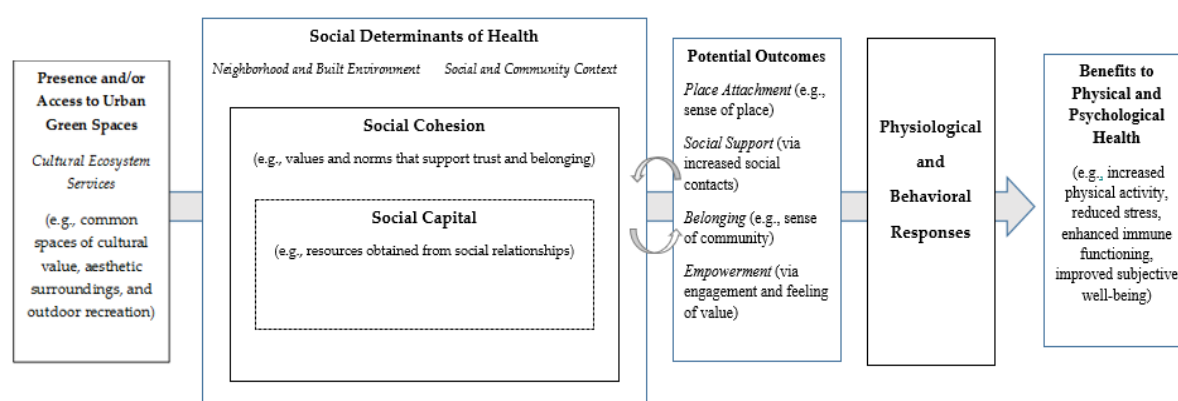 Presence and/or
Access to Urban
Green Spaces
Cultural Ecosystem
Services
(e.g., common
spaces of cultural
value, aesthetic
surroundings, and
outdoor recreation)
Social Determinants of Health
Neighborhood and Built Environment Social and Community Context
Social Cohesion
(e.g., values and norms that support trust and belonging)
Social Capital
(e.g., resources obtained from social relationships)
Potential Outcomes
Place Attachment (e.g.,
sense of place)
Social Support (via
increased social
contacts)
Belonging (e.g., sense
of community)
Empowerment (via
engagement and feeling
of value)
Physiological
and
Behavioral
Responses
Benefits to
Physical and
Psychological
Health
(e.g., increased
physical activity,
reduced stress,
enhanced immune
functioning,
improved subjective
well-being)